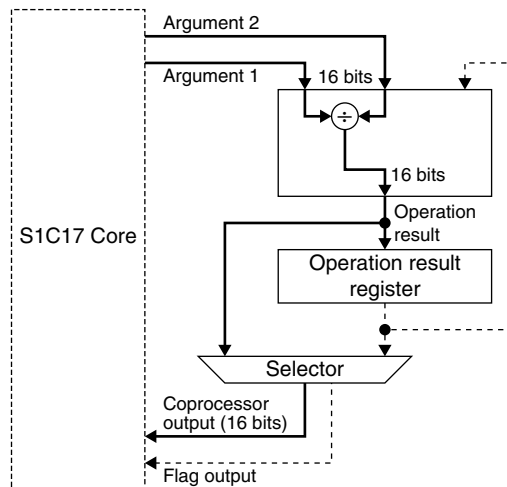 Argument 2
Argument 1
16 bits
÷
16 bits
S1C17 Core
Operation
result
Operation result
register
Selector
Coprocessor
output (16 bits)
Flag output